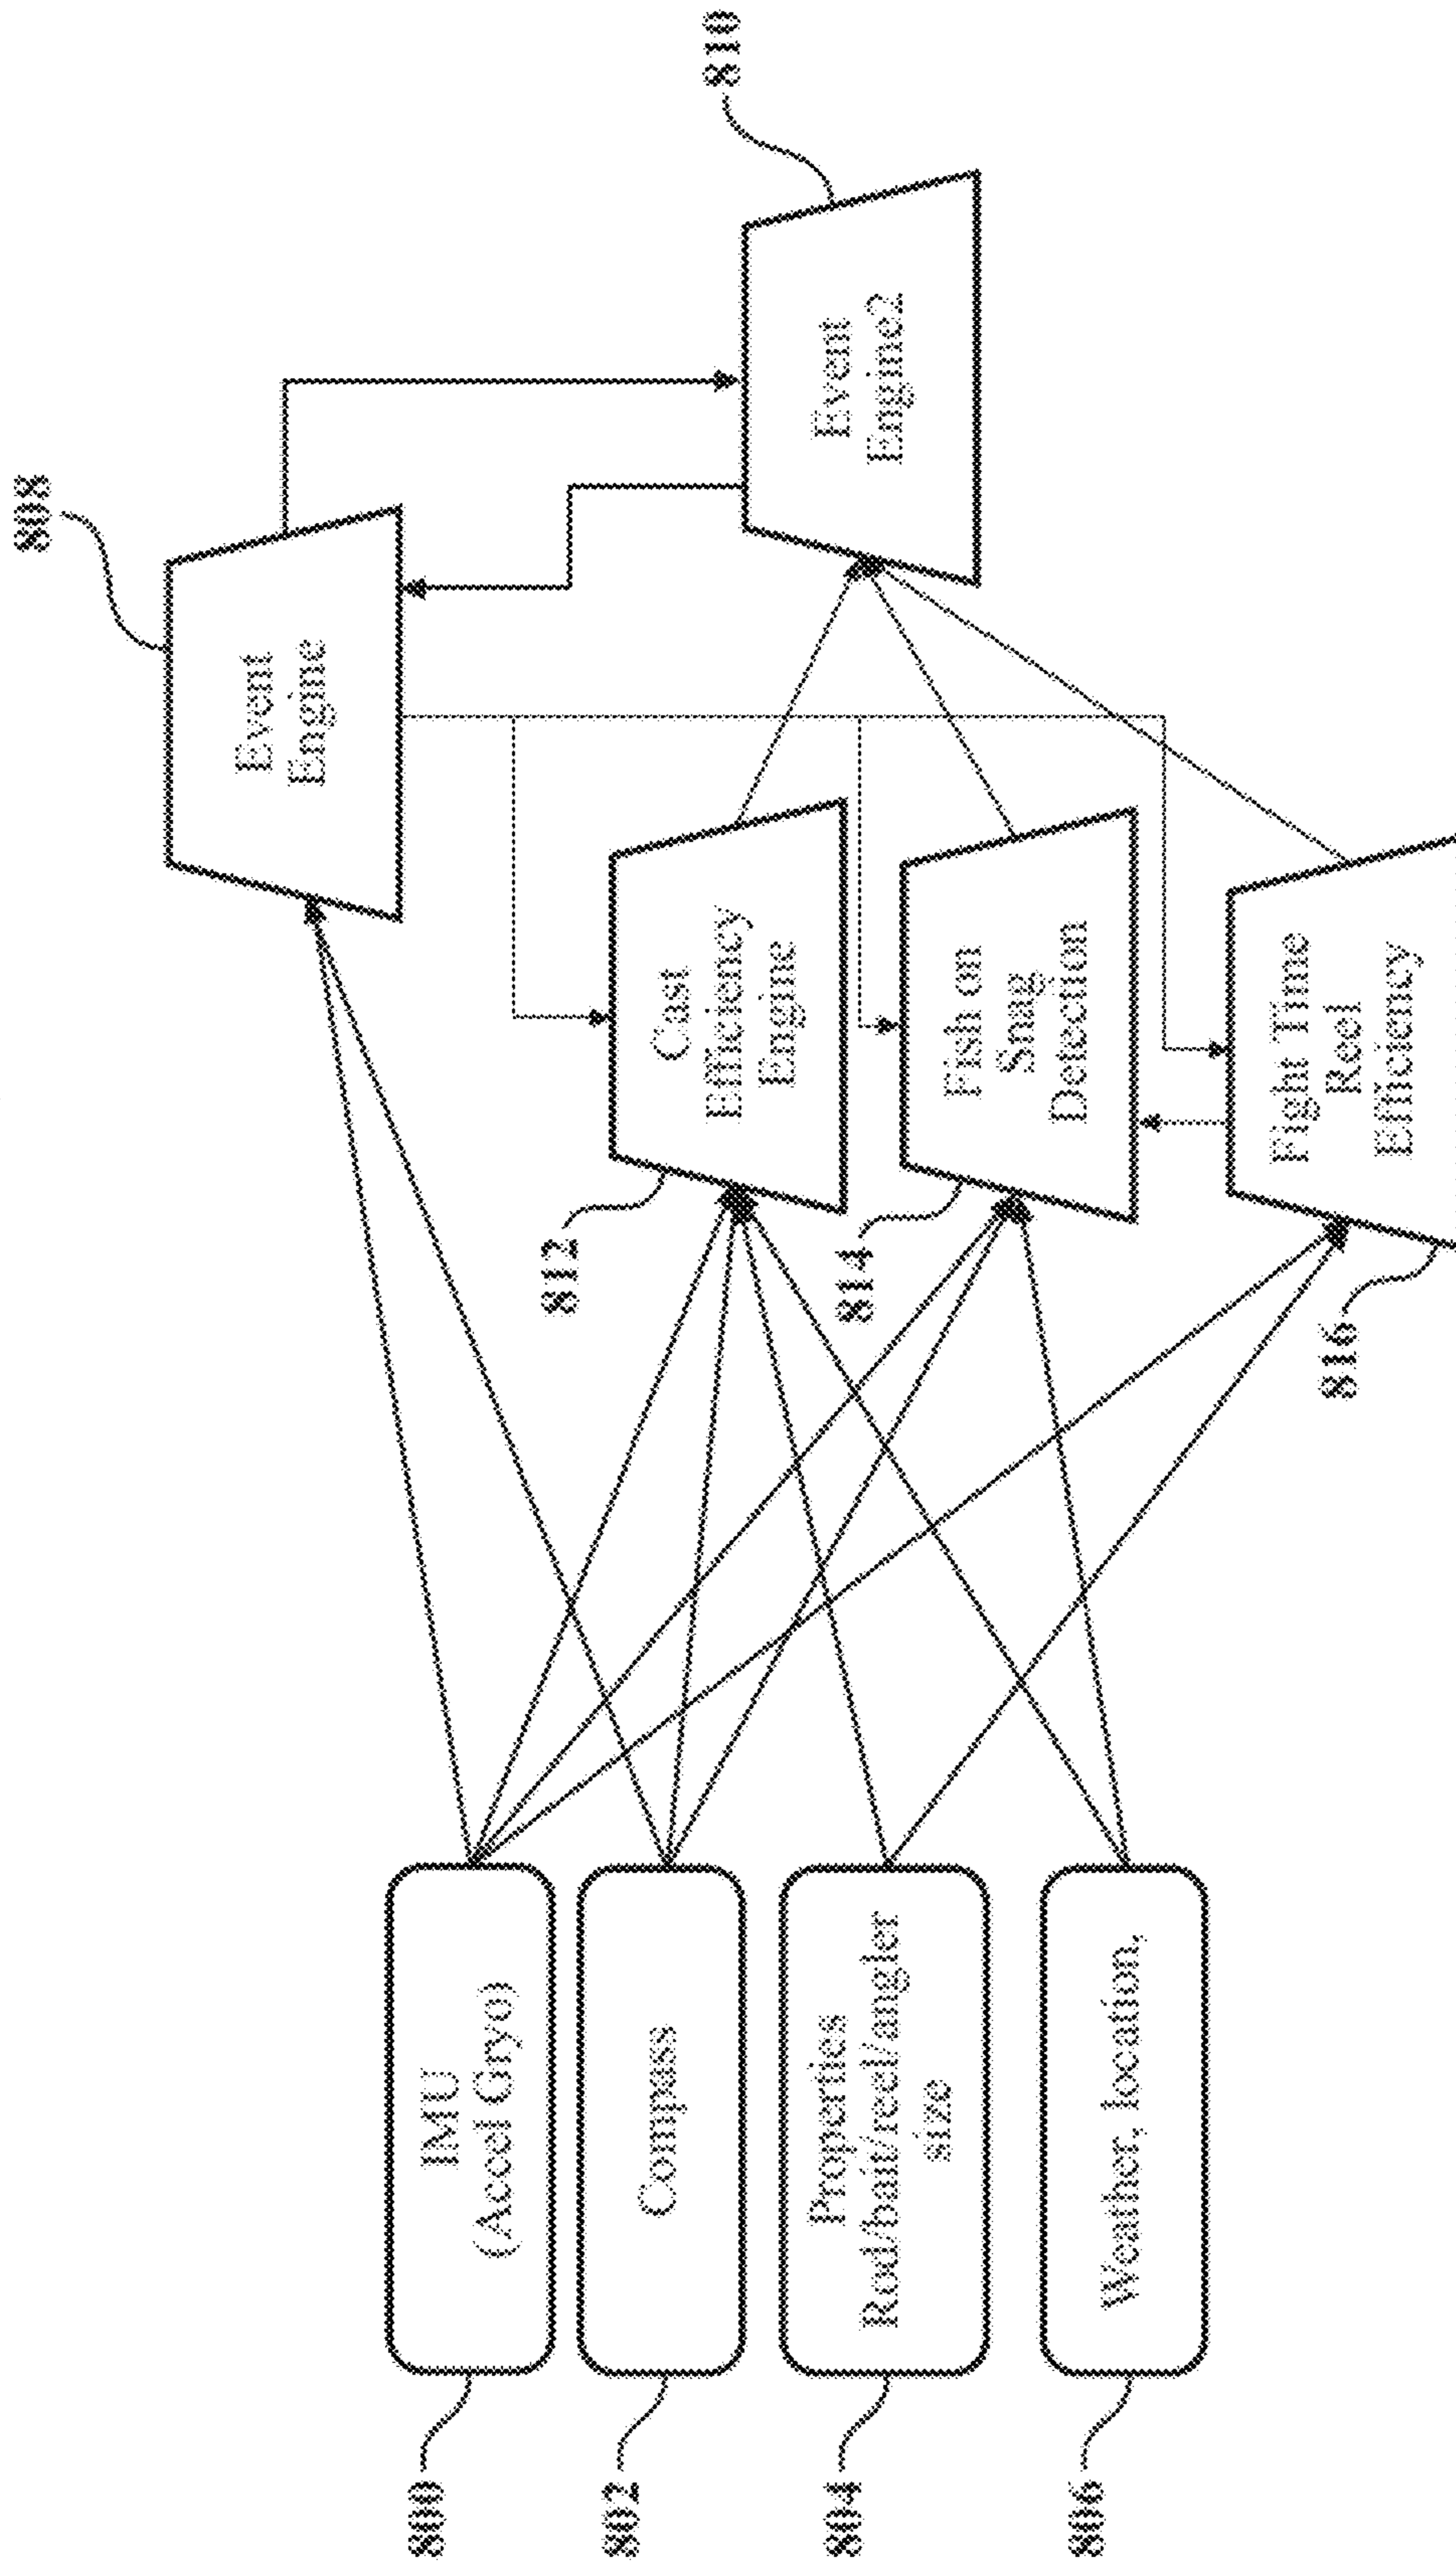 800
IMU
(Accel Gryo)
802
Compass
804
Properties
Rod/bait/reel/angler
size
806
Weather, location,
808
Event
Engine
810
Event
Engine2
812
Cast
Efficiency
Engine
814
Fish on
Snag
Detection
816
Fight Time
Reel
Efficiency